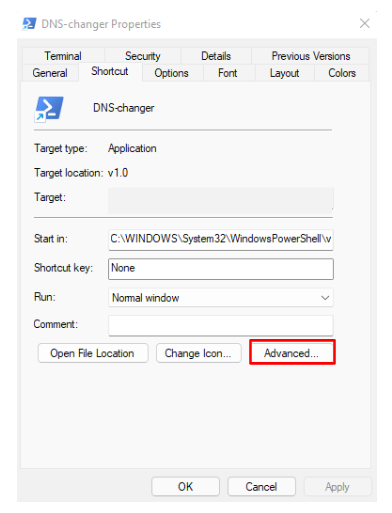 DNS-changer Properties
Terminal Security Details Previous Versions
General Shortcut Options Font Layout Colors
DNS-changer
Target type: Application
Target location: v1.0
Target:
Start in: C:\WINDOWS\System32\WindowsPowerShell\v
Shortcut key: None
Run: Normal window
Comment:
Open File Location Change Icon... Advanced...
OK Cancel Apply